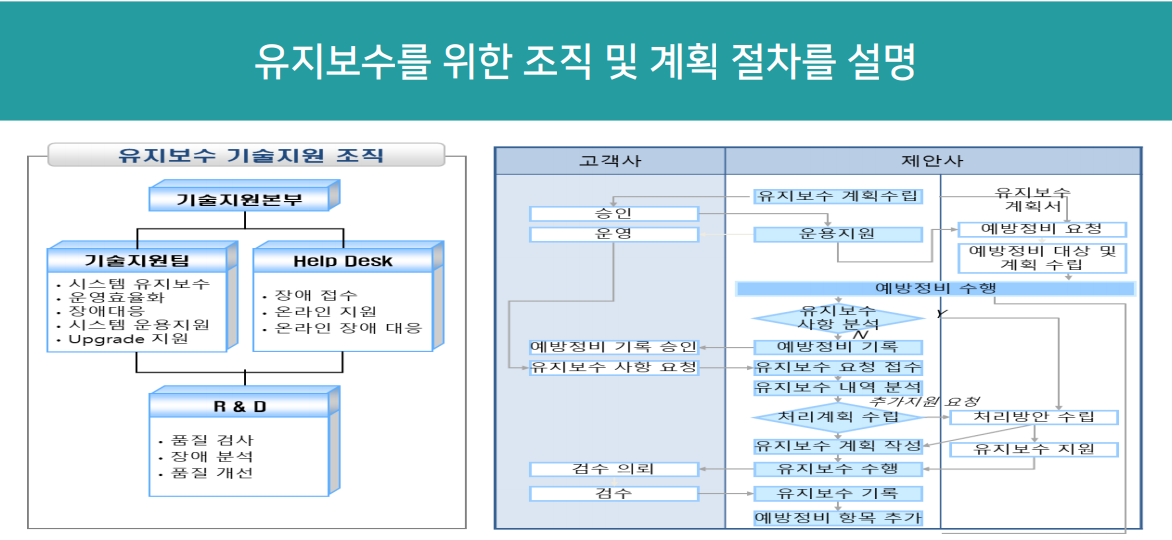 유지보수를 위한 조직 및 계획 절차를 설명
유지보수 기술지원 조직
기술지원본부
기술지원팀
• 시스템 유지보수
• 운영효율화
• 장애대응
• 시스템 운용지원
• Upgrade 지원
Help Desk
• 장애 접수
• 온라인 지원
• 온라인 장애 대응
R & D
• 품질 검사
• 장애 분석
• 품질 개선
고객사
제안사
유지보수 계획수립
유지보수
계획서
승인
운영
운용지원
예방정비 요청
예방정비 대상 및
계획 수립
예방정비 수행
유지보수
사항 분석
Y
N
예방정비 기록 승인
예방정비 기록
유지보수 사항 요청
유지보수 요청 접수
유지보수 내역 분석
추가지원 요청
처리계획 수립
처리방안 수립
유지보수 계획 작성
유지보수 지원
검수 의뢰
유지보수 수행
검수
유지보수 기록
예방정비 항목 추가